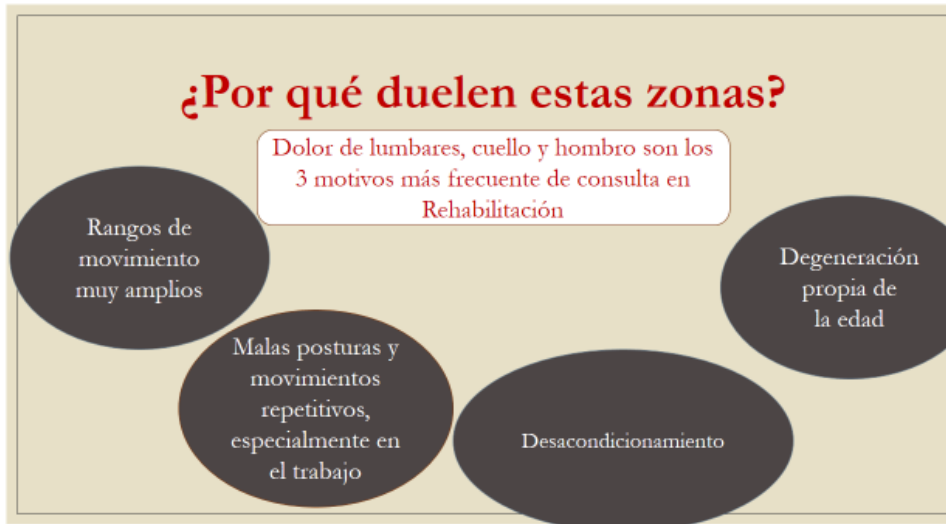 ¿Por qué duelen estas zonas?
Dolor de lumbares, cuello y hombro son los
3 motivos más frecuente de consulta en
Rehabilitación
Rangos de
movimiento
muy amplios
Malas posturas y
movimientos
repetitivos,
especialmente en
el trabajo
Desacondicionamiento
Degeneración
propia de
la edad